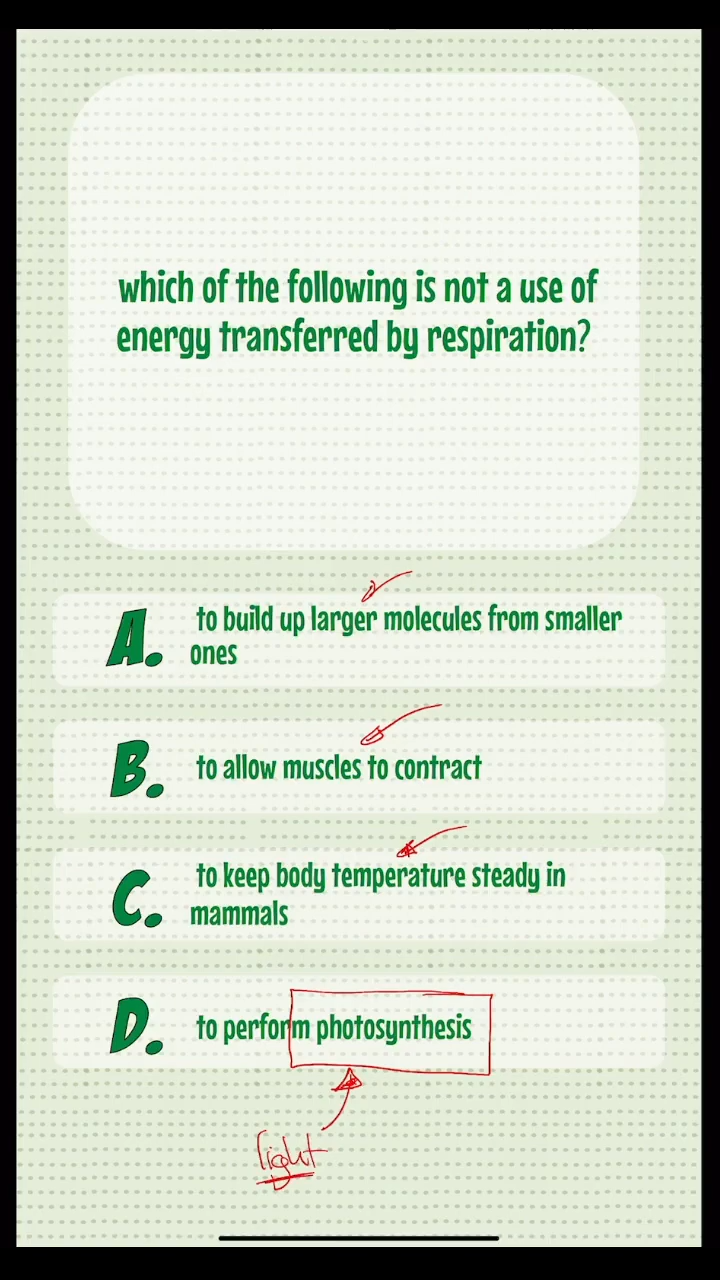 which of the following is not a use of
energy transferred by respiration?
A. to build up larger molecules from smaller
ones
B. to allow muscles to contract
C. to keep body temperature steady in
mammals
D. to perform photosynthesis
light